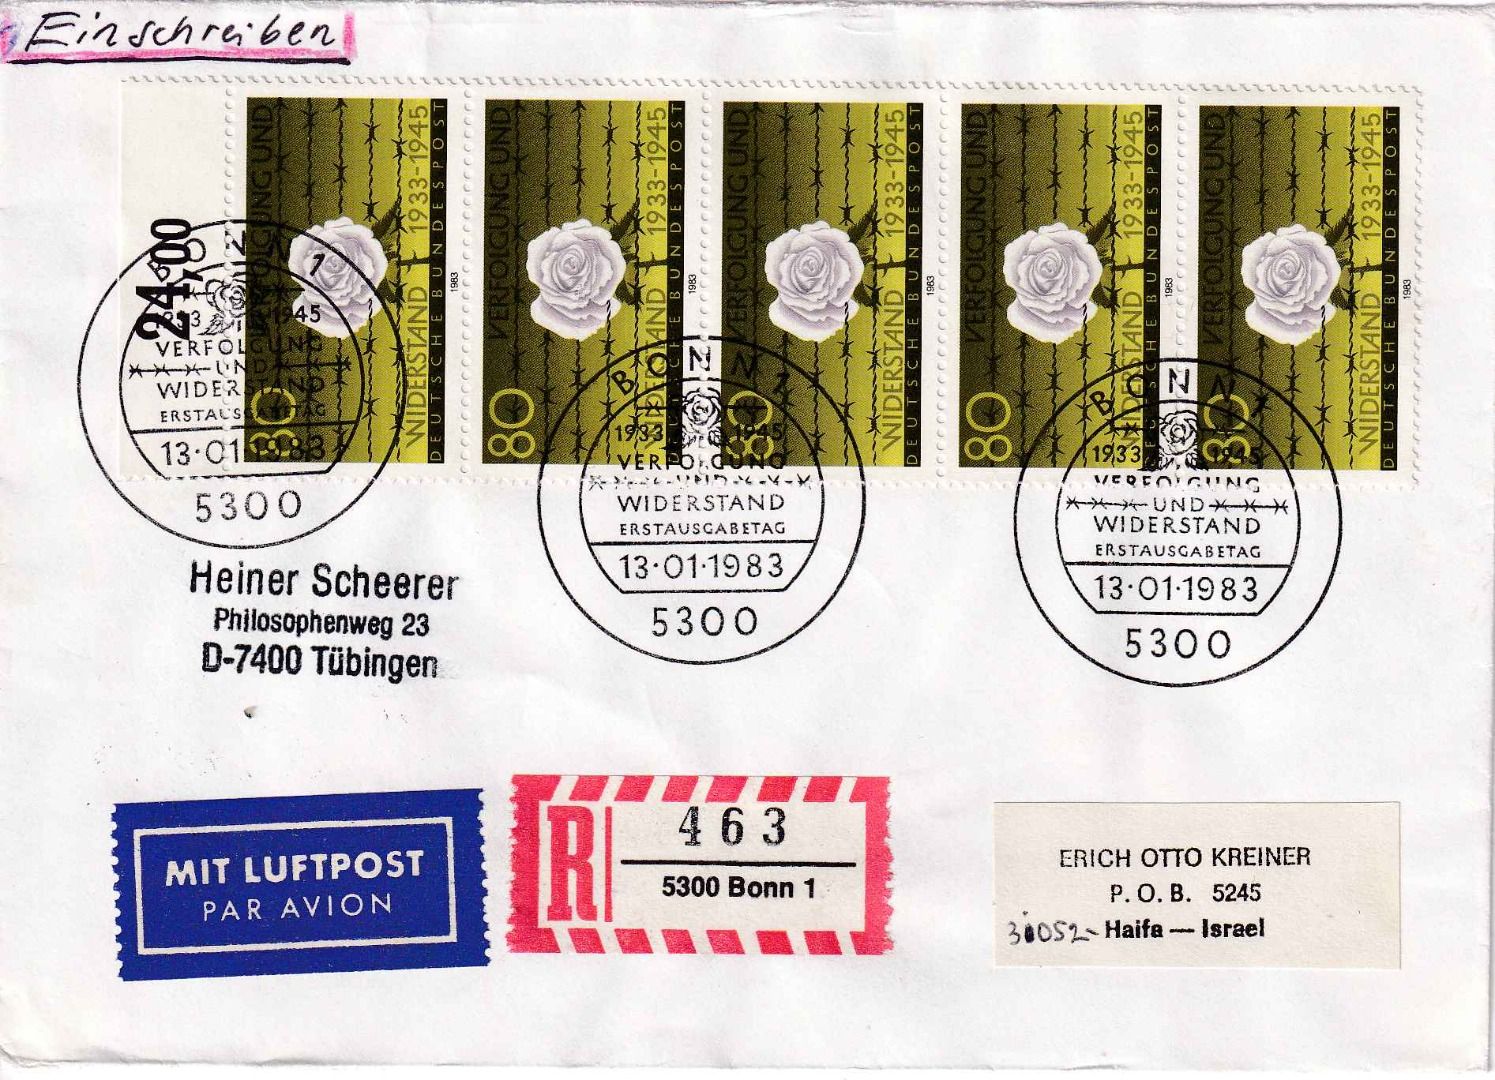 Einschreiben
24,00
VERFOLGUNG UND
WIDERSTAND 1933-1945
DEUTSCHE BUNDESPOST
80
1983
VERFOLGUNG UND
WIDERSTAND 1933-1945
DEUTSCHE BUNDESPOST
80
1983
VERFOLGUNG UND
WIDERSTAND 1933-1945
DEUTSCHE BUNDESPOST
80
1983
VERFOLGUNG UND
WIDERSTAND 1933-1945
DEUTSCHE BUNDESPOST
80
1983
VERFOLGUNG UND
WIDERSTAND 1933-1945
DEUTSCHE BUNDESPOST
80
1983
BONN 1
1933 1945
VERFOLGUNG
UND
WIDERSTAND
ERSTAUSGABETAG
13·01·1983
5300
BONN 1
1933 1945
VERFOLGUNG
UND
WIDERSTAND
ERSTAUSGABETAG
13·01·1983
5300
BONN 1
1933 1945
VERFOLGUNG
UND
WIDERSTAND
ERSTAUSGABETAG
13·01·1983
5300
Heiner Scheerer
Philosophenweg 23
D-7400 Tübingen
MIT LUFTPOST
PAR AVION
R
463
5300 Bonn 1
ERICH OTTO KREINER
P. O. B. 5245
31052- Haifa — Israel